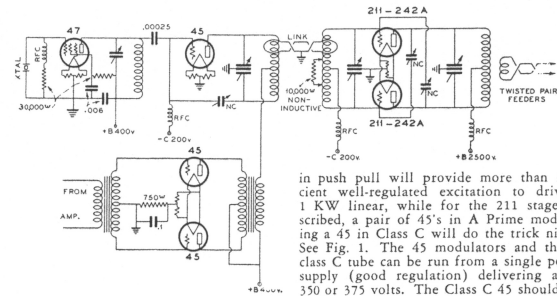 211-242A
.00025
47
45
LINK
XTAL
RFC
NC
NC
NC
30,000ω
.006
10,000ω
NON-
INDUCTIVE
TWISTED PAIR
FEEDERS
RFC
+B400v.
-C 200v.
RFC
211-242A
RFC
-C 200v.
+B2500v.
45
FROM
AMP.
750ω
.1
45
in push pull will provide more than
cient well-regulated excitation to driv
1 KW linear, while for the 211 stage
scribed, a pair of 45's in A Prime mod
ing a 45 in Class C will do the trick ni
See Fig. 1. The 45 modulators and th
class C tube can be run from a single po
supply (good regulation) delivering a
350 or 375 volts. The Class C 45 should